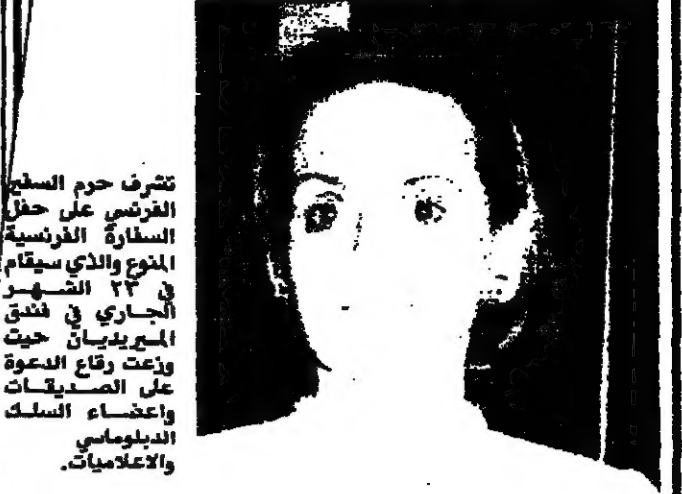 تشرف حرم السفير
الفرنسي على حفل
السفارة الفرنسية
المنوع والذي سيقام
في ٢٣ الشهر
الجاري في فندق
الميريديان حيث
وزعت رقاع الدعوة
على الصديقات
واعضاء السلك
الدبلوماسي
والاعلاميات.